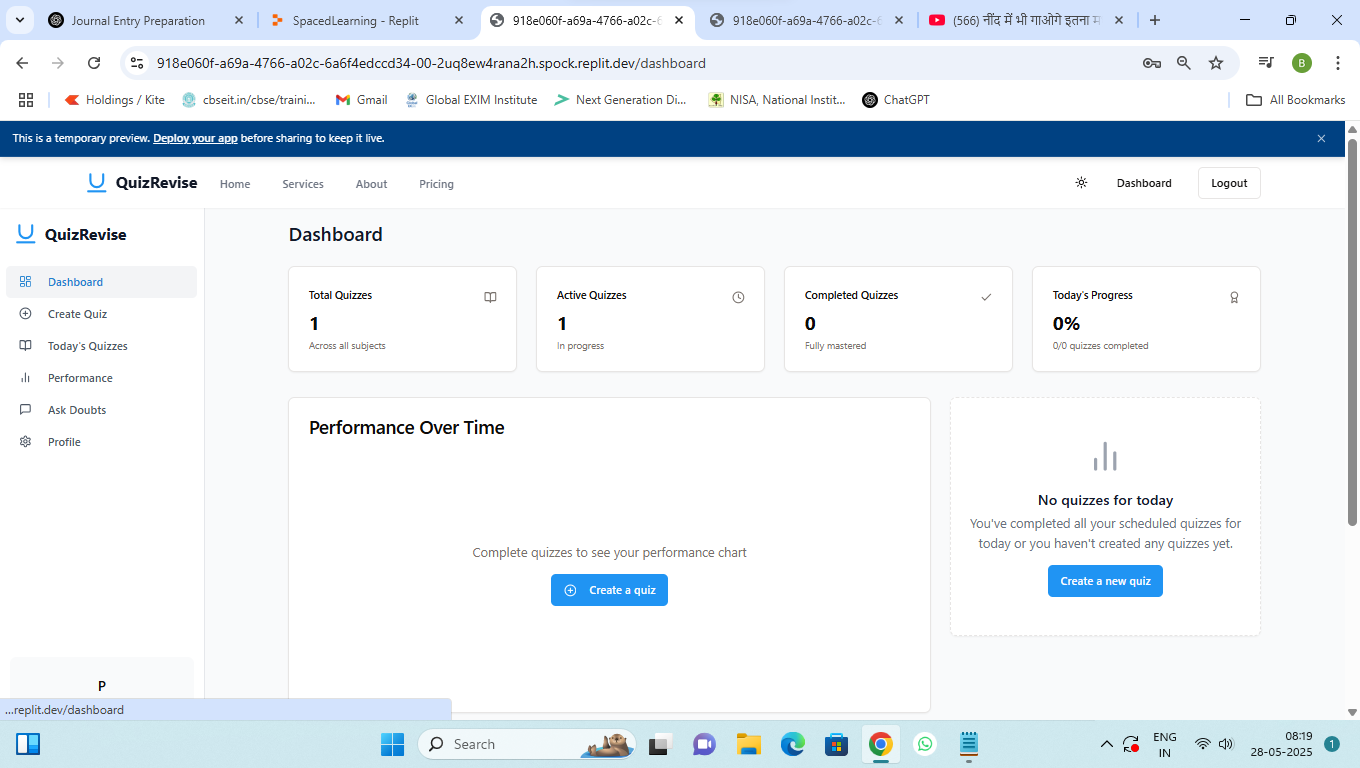 Journal Entry Preparation
SpacedLearning - Replit
918e060f-a69a-4766-a02c-6
918e060f-a69a-4766-a02c-6
(566) नींद में भी गाओगे इतना म
918e060f-a69a-4766-a02c-6a6f4edccd34-00-2uq8ew4rana2h.spock.replit.dev/dashboard
B
Holdings / Kite
cbseit.in/cbse/traini...
Gmail
Global EXIM Institute
Next Generation Di...
NISA, National Instit...
ChatGPT
All Bookmarks
This is a temporary preview. Deploy your app before sharing to keep it live.
QuizRevise
Home
Services
About
Pricing
Dashboard
Logout
QuizRevise
Dashboard
Create Quiz
Today's Quizzes
Performance
Ask Doubts
Profile
P
Dashboard
Total Quizzes
1
Across all subjects
Active Quizzes
1
In progress
Completed Quizzes
0
Fully mastered
Today's Progress
0%
0/0 quizzes completed
Performance Over Time
Complete quizzes to see your performance chart
Create a quiz
No quizzes for today
You've completed all your scheduled quizzes for
today or you haven't created any quizzes yet.
Create a new quiz
...replit.dev/dashboard
Search
ENG
IN
08:19
28-05-2025
1